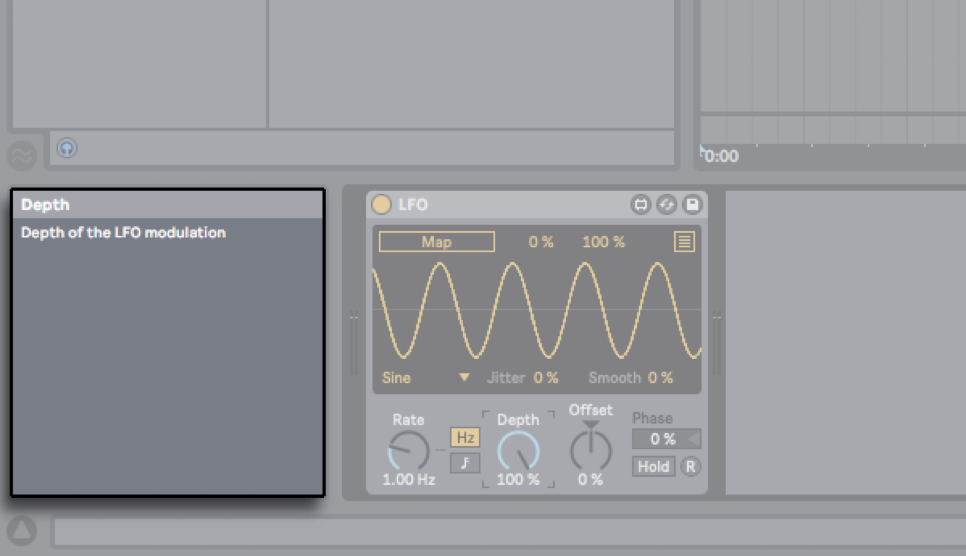 0:00
Depth
Depth of the LFO modulation
LFO
Map 0 % 100 %
Sine Jitter 0 % Smooth 0 %
Rate Depth Offset Phase
Hz 0 %
Hold R
1.00 Hz 100 % 0 %